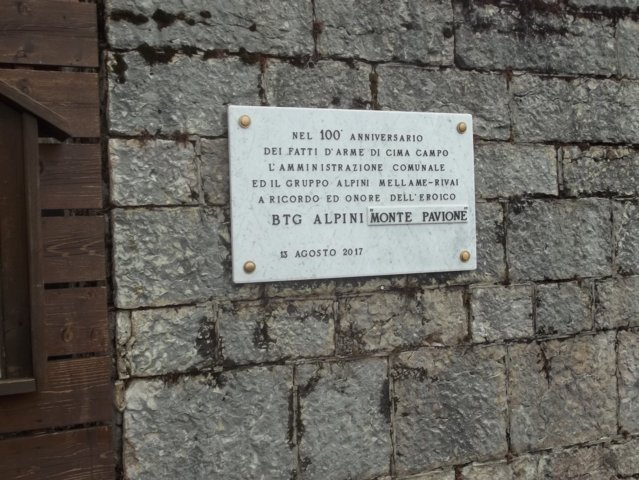 NEL 100° ANNIVERSARIO
DEI FATTI D'ARME DI CIMA CAMPO
L'AMMINISTRAZIONE COMUNALE
ED IL GRUPPO ALPINI MELLAME-RIVAI
A RICORDO ED ONORE DELL'EROICO
BTG ALPINI MONTE PAVIONE
13 AGOSTO 2017